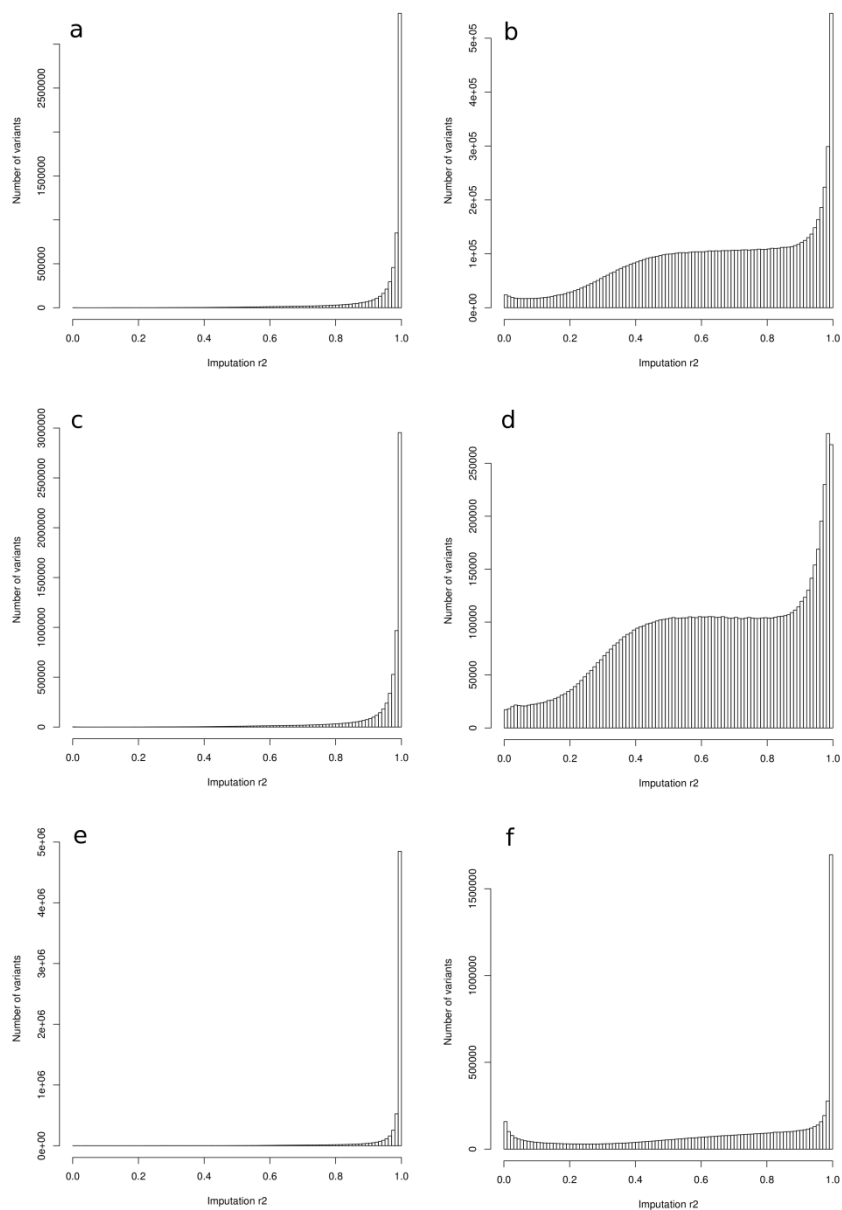 a
Number of variants
0
500000
1500000
2500000
0.0 0.2 0.4 0.6 0.8 1.0
Imputation r2
b
Number of variants
0e+00
1e+05
2e+05
3e+05
4e+05
5e+05
0.0 0.2 0.4 0.6 0.8 1.0
Imputation r2
c
Number of variants
0
500000
1000000
1500000
2000000
2500000
3000000
0.0 0.2 0.4 0.6 0.8 1.0
Imputation r2
d
Number of variants
0
50000
100000
150000
200000
250000
0.0 0.2 0.4 0.6 0.8 1.0
Imputation r2
e
Number of variants
0e+00
1e+06
2e+06
3e+06
4e+06
5e+06
0.0 0.2 0.4 0.6 0.8 1.0
Imputation r2
f
Number of variants
0
500000
1000000
1500000
0.0 0.2 0.4 0.6 0.8 1.0
Imputation r2